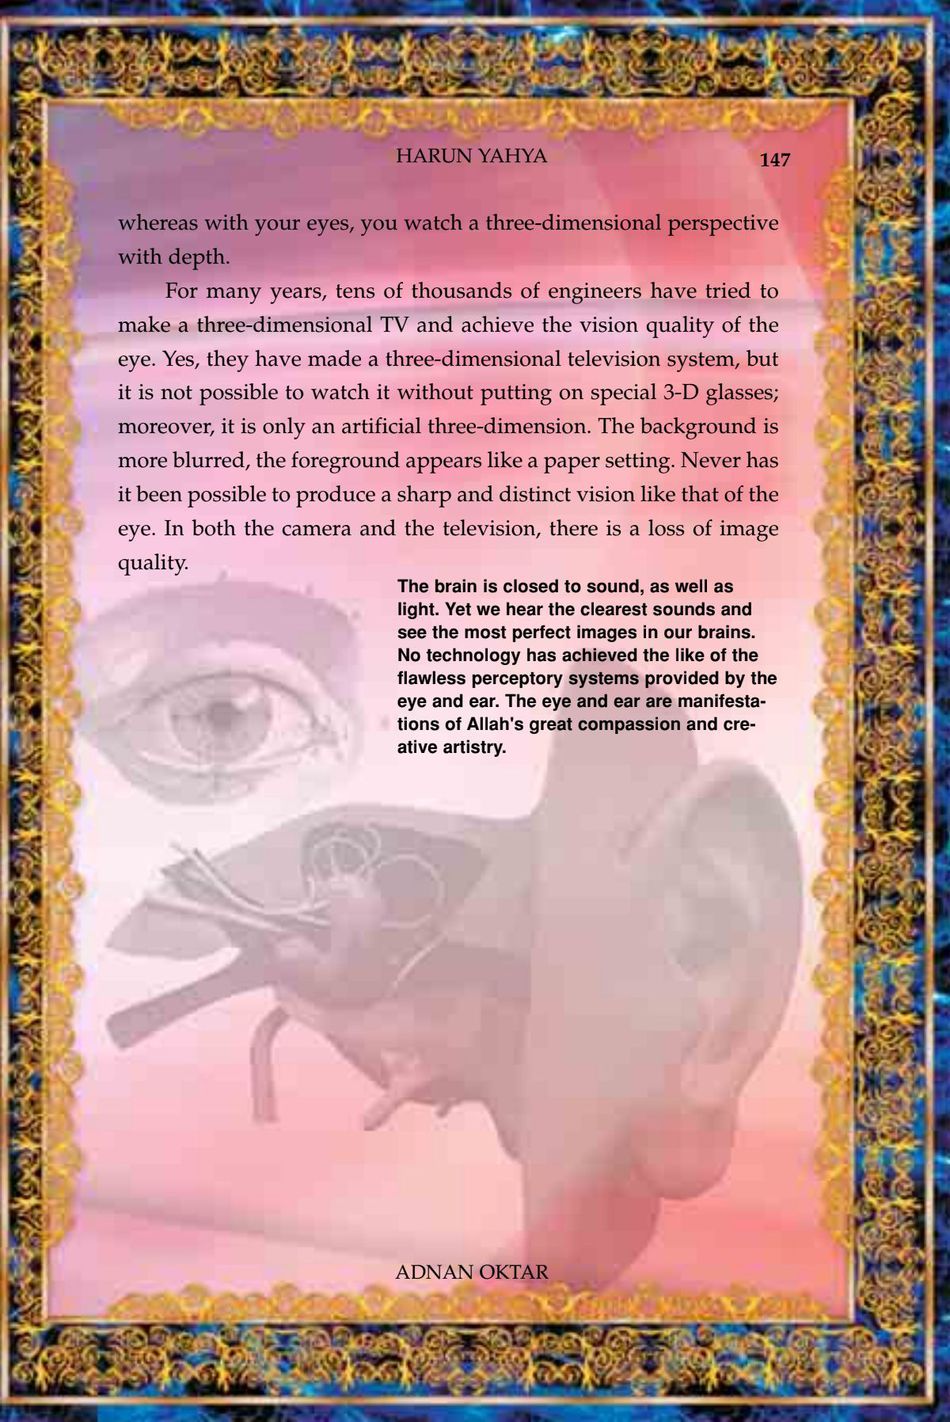 HARUN YAHYA
147
whereas with your eyes, you watch a three-dimensional perspective
with depth.
For many years, tens of thousands of engineers have tried to
make a three-dimensional TV and achieve the vision quality of the
eye. Yes, they have made a three-dimensional television system, but
it is not possible to watch it without putting on special 3-D glasses;
moreover, it is only an artificial three-dimension. The background is
more blurred, the foreground appears like a paper setting. Never has
it been possible to produce a sharp and distinct vision like that of the
eye. In both the camera and the television, there is a loss of image
quality.
The brain is closed to sound, as well as
light. Yet we hear the clearest sounds and
see the most perfect images in our brains.
No technology has achieved the like of the
flawless perceptory systems provided by the
eye and ear. The eye and ear are manifesta-
tions of Allah's great compassion and cre-
ative artistry.
ADNAN OKTAR